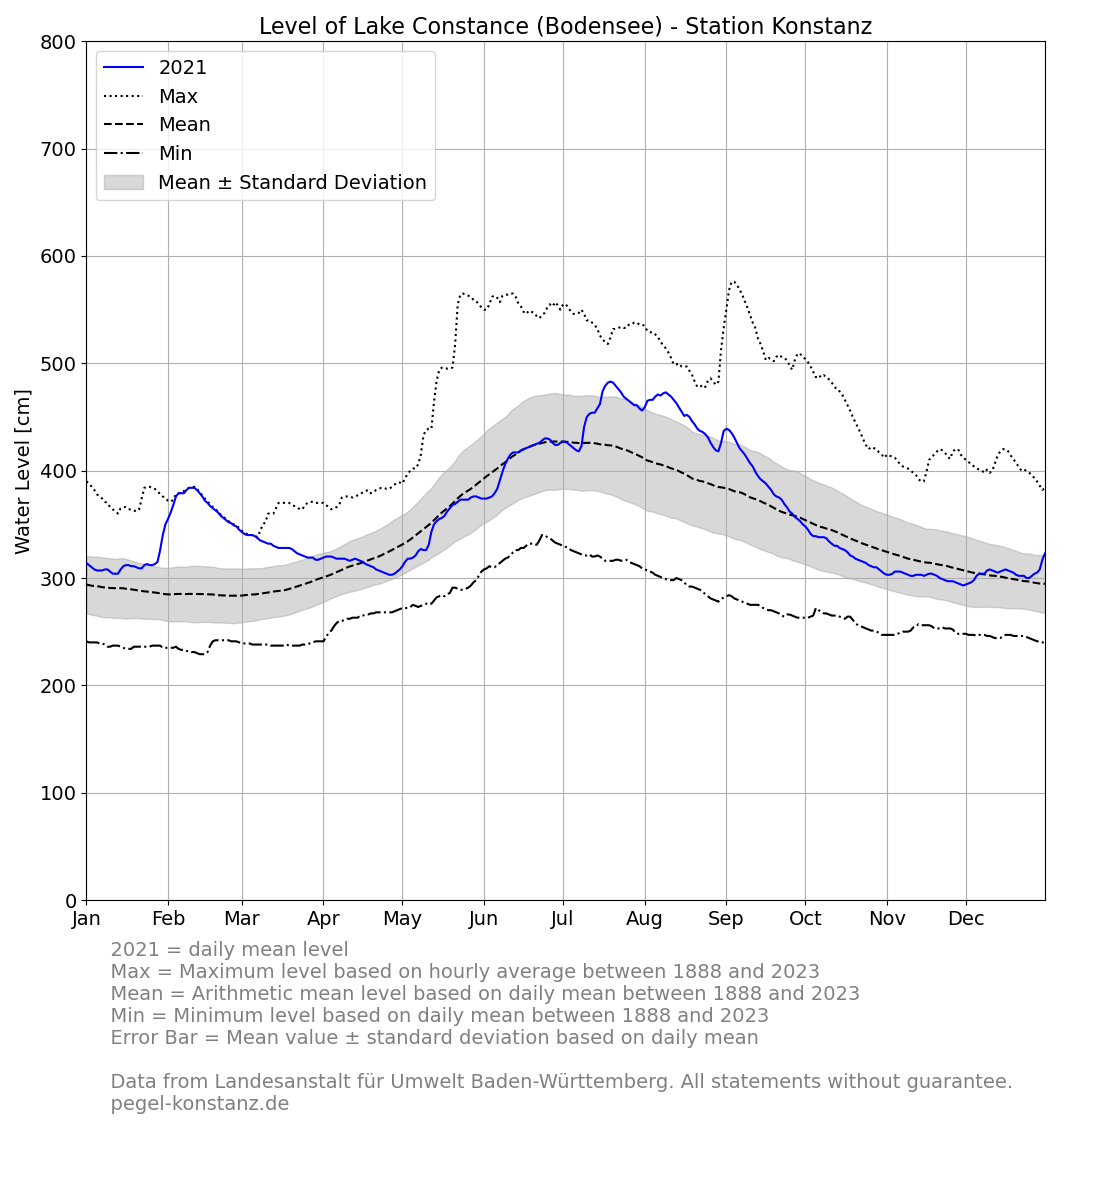 Level of Lake Constance (Bodensee) - Station Konstanz
800
700
600
500
400
300
200
100
0
Water Level [cm]
2021
Max
Mean
Min
Mean ± Standard Deviation
Jan Feb Mar Apr May Jun Jul Aug Sep Oct Nov Dec
2021 = daily mean level
Max = Maximum level based on hourly average between 1888 and 2023
Mean = Arithmetic mean level based on daily mean between 1888 and 2023
Min = Minimum level based on daily mean between 1888 and 2023
Error Bar = Mean value ± standard deviation based on daily mean
Data from Landesanstalt für Umwelt Baden-Württemberg. All statements without guarantee.
pegel-konstanz.de